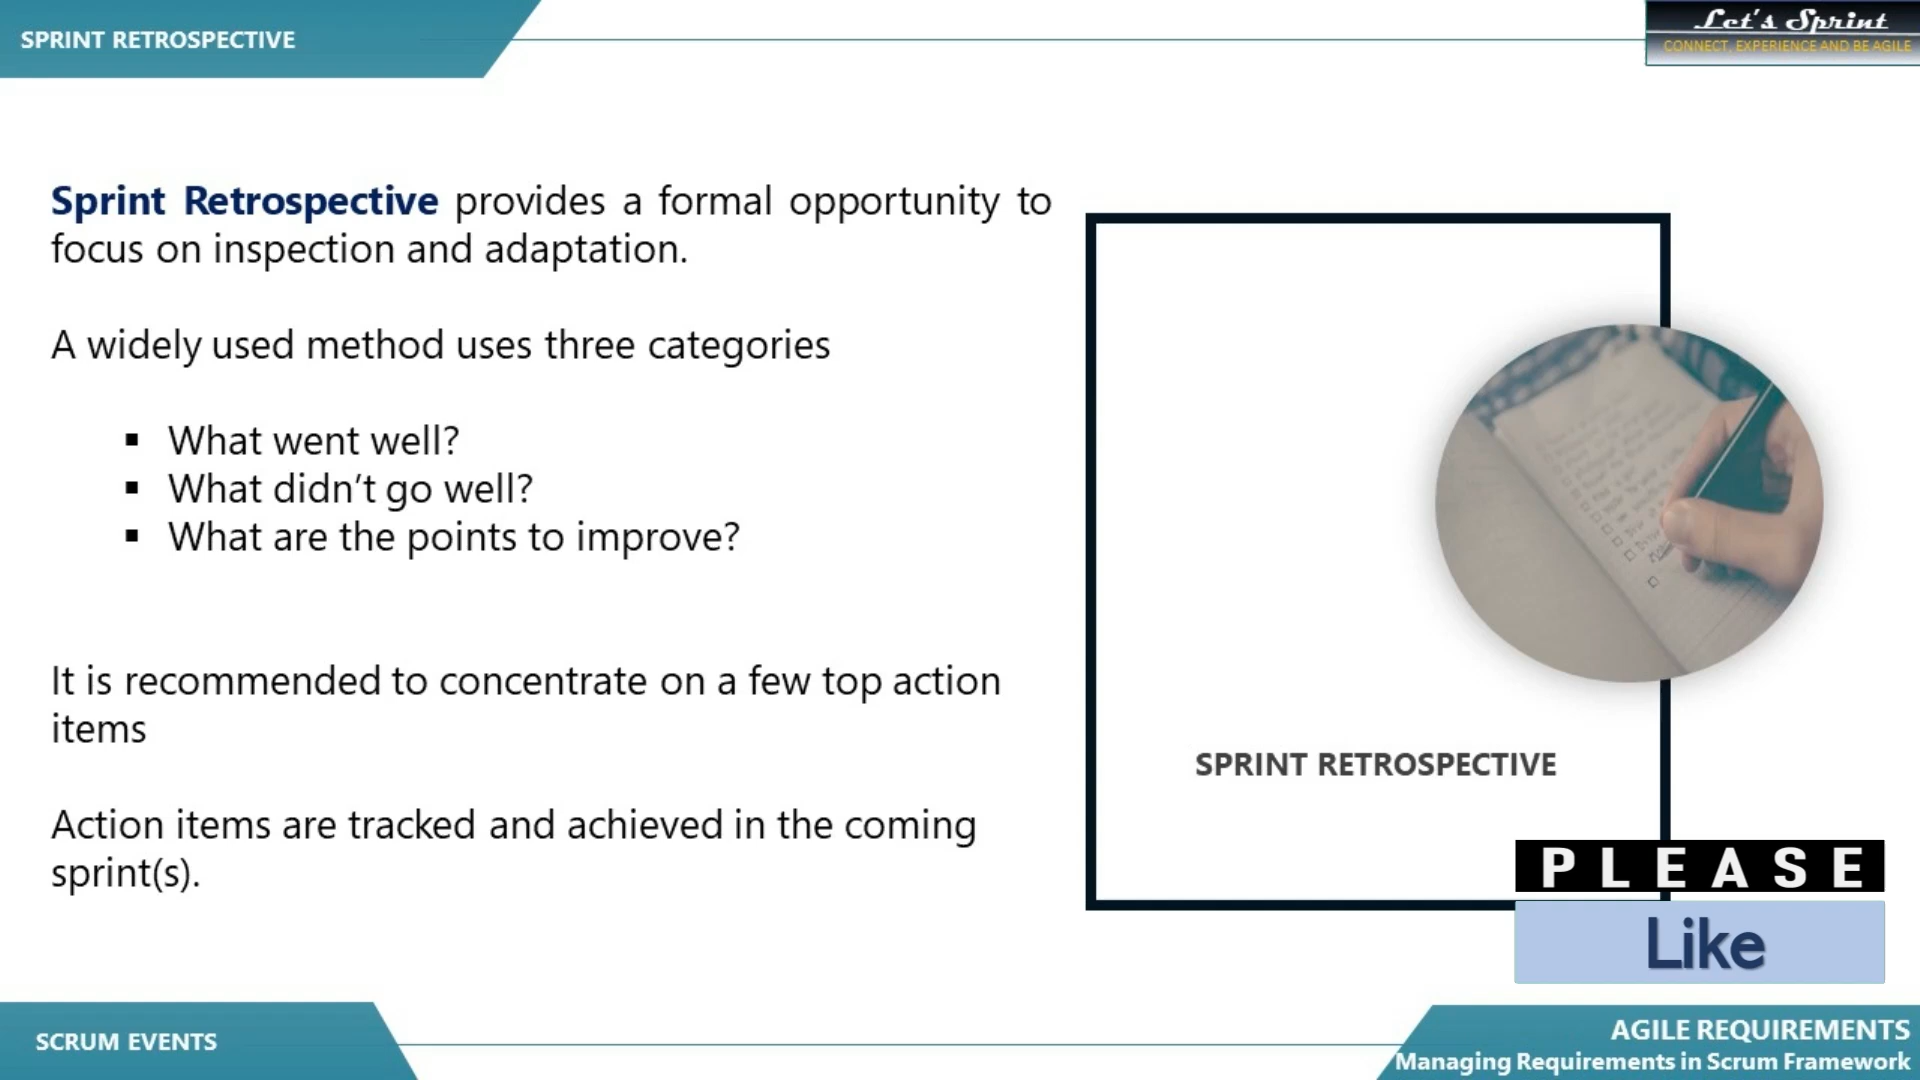 SPRINT RETROSPECTIVE
Let's Sprint
CONNECT, EXPERIENCE AND BE AGILE
Sprint Retrospective provides a formal opportunity to
focus on inspection and adaptation.
A widely used method uses three categories
▪ What went well?
▪ What didn’t go well?
▪ What are the points to improve?
It is recommended to concentrate on a few top action
items
Action items are tracked and achieved in the coming
sprint(s).
SPRINT RETROSPECTIVE
PLEASE
Like
SCRUM EVENTS
AGILE REQUIREMENTS
Managing Requirements in Scrum Framework